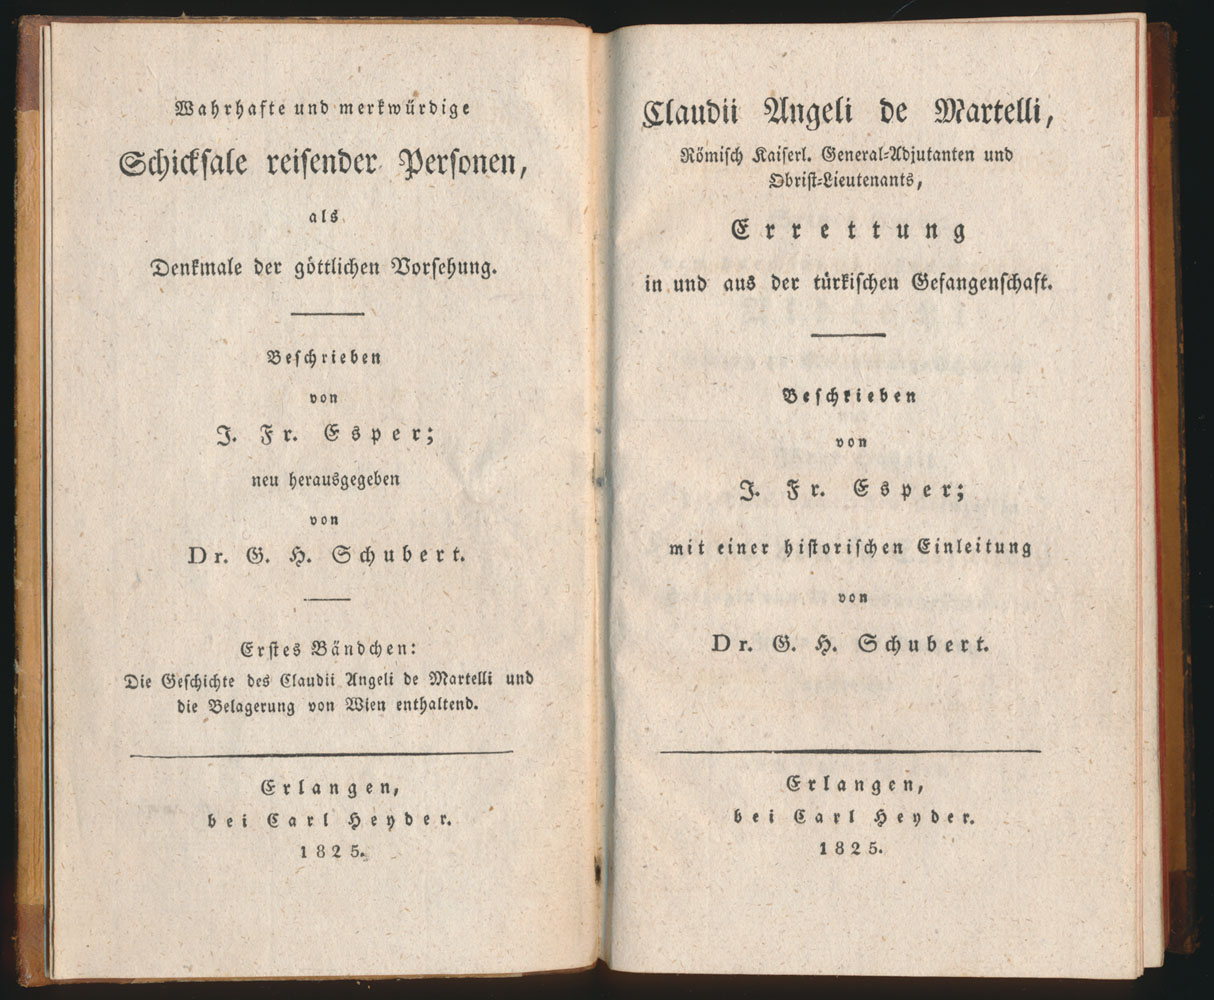 Wahrhafte und merkwürdige
Schicksale reisender Personen,
als
Denkmale der göttlichen Vorsehung.
Beschrieben
von
J. Fr. Esper;
neu herausgegeben
von
Dr. G. H. Schubert.
Erstes Bändchen:
Die Geschichte des Claudii Angeli de Martelli und
die Belagerung von Wien enthaltend.
Erlangen,
bei Carl Heyder.
1825.
Claudii Angeli de Martelli,
Römisch Kaiserl. General-Adjutanten und
Obrist-Lieutenants,
Errettung
in und aus der türkischen Gefangenschaft.
Beschrieben
von
J. Fr. Esper;
mit einer historischen Einleitung
von
Dr. G. H. Schubert.
Erlangen,
bei Carl Heyder.
1825.